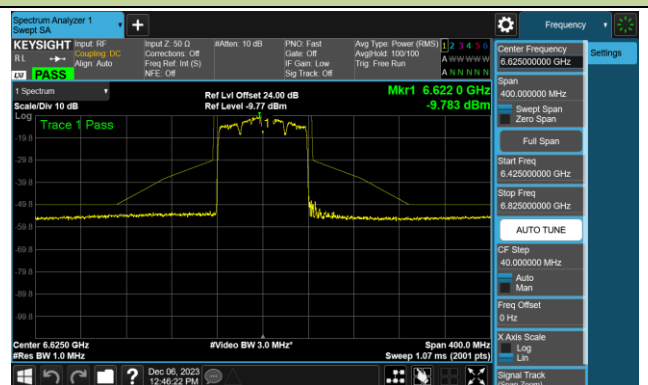 Spectrum Analyzer 1
Swept SA
Frequency
KEYSIGHT
RL
PASS
Input: RF
Coupling: DC
Align: Auto
Input Z: 50 Ω
Corrections: Off
Freq Ref: Int (S)
NFE: Off
#Atten: 10 dB
PNO: Fast
Gate: Off
IF Gain: Low
Sig Track: Off
Avg Type: Power (RMS)
Avg|Hold: 100/100
Trig: Free Run
1 2 3 4 5 6
A W W W W W
A N N N N N
1 Spectrum
Scale/Div 10 dB
Log
Ref Lvl Offset 24.00 dB
Ref Level -9.77 dBm
Mkr1 6.622 0 GHz
-9.783 dBm
Trace 1 Pass
1
-19.8
-29.8
-39.8
-49.8
-59.8
-69.8
-79.8
-89.8
-99.8
Center 6.6250 GHz
#Res BW 1.0 MHz
#Video BW 3.0 MHz*
Span 400.0 MHz
Sweep 1.07 ms (2001 pts)
Center Frequency
6.625000000 GHz
Settings
Span
400.000000 MHz
Swept Span
Zero Span
Full Span
Start Freq
6.425000000 GHz
Stop Freq
6.825000000 GHz
AUTO TUNE
CF Step
40.000000 MHz
Auto
Man
Freq Offset
0 Hz
X Axis Scale
Log
Lin
Signal Track
(Span Zoom)
?
Dec 06, 2023
12:46:22 PM